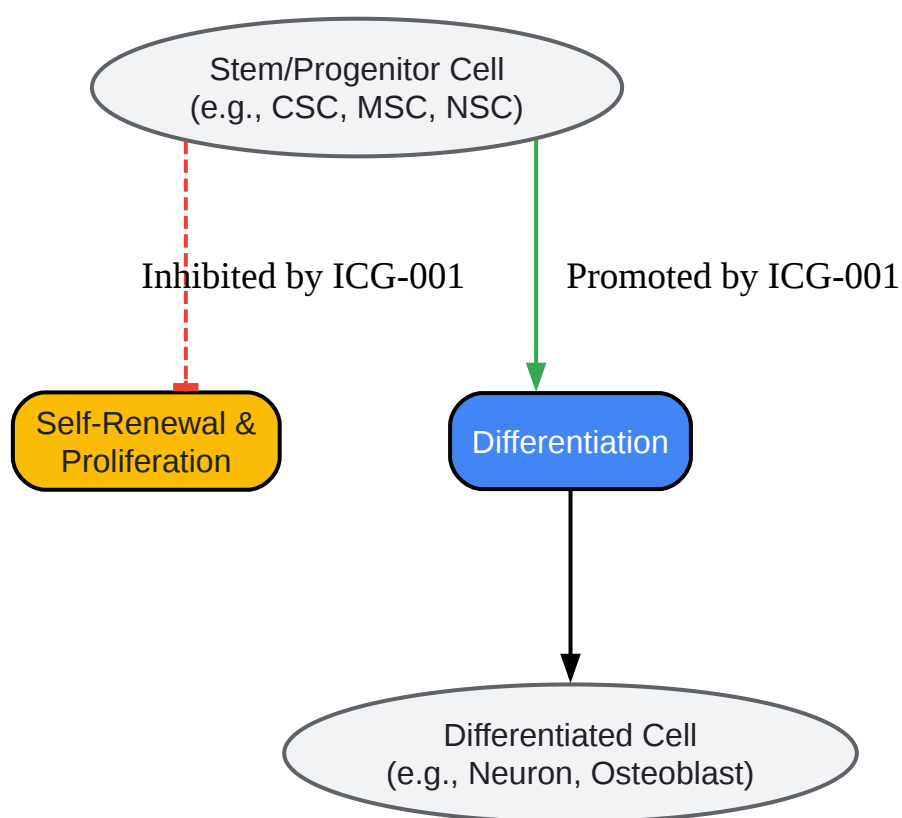 Stem/Progenitor Cell
(e.g., CSC, MSC, NSC)
Inhibited by ICG-001
Promoted by ICG-001
Self-Renewal &
Proliferation
Differentiation
Differentiated Cell
(e.g., Neuron, Osteoblast)